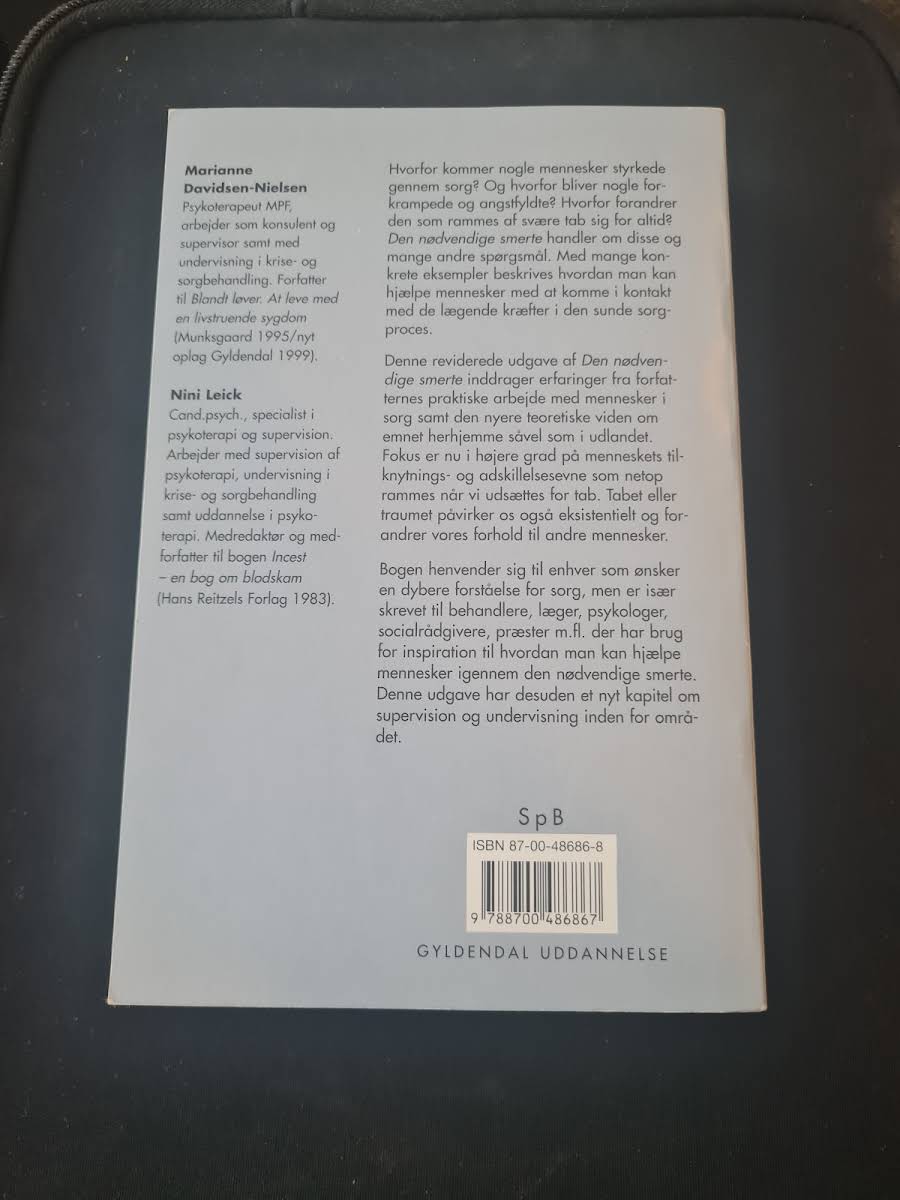 Marianne
Davidsen-Nielsen
Psykoterapeut MPF,
arbejder som konsulent og
supervisor samt med
undervisning i krise- og
sorgbehandling. Forfatter
til Blandt løver. At leve med
en livstruende sygdom
(Munksgaard 1995/nyt
oplag Gyldendal 1999).
Nini Leick
Cand.psych., specialist i
psykoterapi og supervision.
Arbejder med supervision af
psykoterapi, undervisning i
krise- og sorgbehandling
samt uddannelse i psyko-
terapi. Medredaktør og med-
forfatter til bogen Incest
– en bog om blodskam
(Hans Reitzels Forlag 1983).
Hvorfor kommer nogle mennesker styrkede
gennem sorg? Og hvorfor bliver nogle for-
krampede og angstfyldte? Hvorfor forandrer
den som rammes af svære tab sig for altid?
Den nødvendige smerte handler om disse og
mange andre spørgsmål. Med mange kon-
krete eksempler beskrives hvordan man kan
hjælpe mennesker med at komme i kontakt
med de lægende kræfter i den sunde sorg-
proces.
Denne reviderede udgave af Den nødven-
dige smerte inddrager erfaringer fra forfat-
ternes praktiske arbejde med mennesker i
sorg samt den nyere teoretiske viden om
emnet herhjemme såvel som i udlandet.
Fokus er nu i højere grad på menneskets til-
knytnings- og adskillelsesevne som netop
rammes når vi udsættes for tab. Tabet eller
traumet påvirker os også eksistentielt og for-
andrer vores forhold til andre mennesker.
Bogen henvender sig til enhver som ønsker
en dybere forståelse for sorg, men er især
skrevet til behandlere, læger, psykologer,
socialrådgivere, præster m.fl. der har brug
for inspiration til hvordan man kan hjælpe
mennesker igennem den nødvendige smerte.
Denne udgave har desuden et nyt kapitel om
supervision og undervisning inden for områ-
det.
SpB
ISBN 87-00-48686-8
9 788700 486867
GYLDENDAL UDDANNELSE